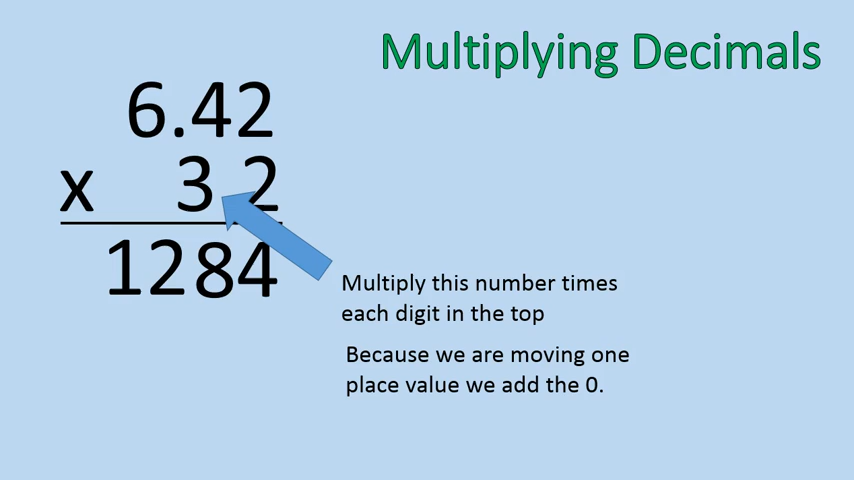 Multiplying Decimals
6.42
x 3 2
1284
Multiply this number times
each digit in the top
Because we are moving one
place value we add the 0.